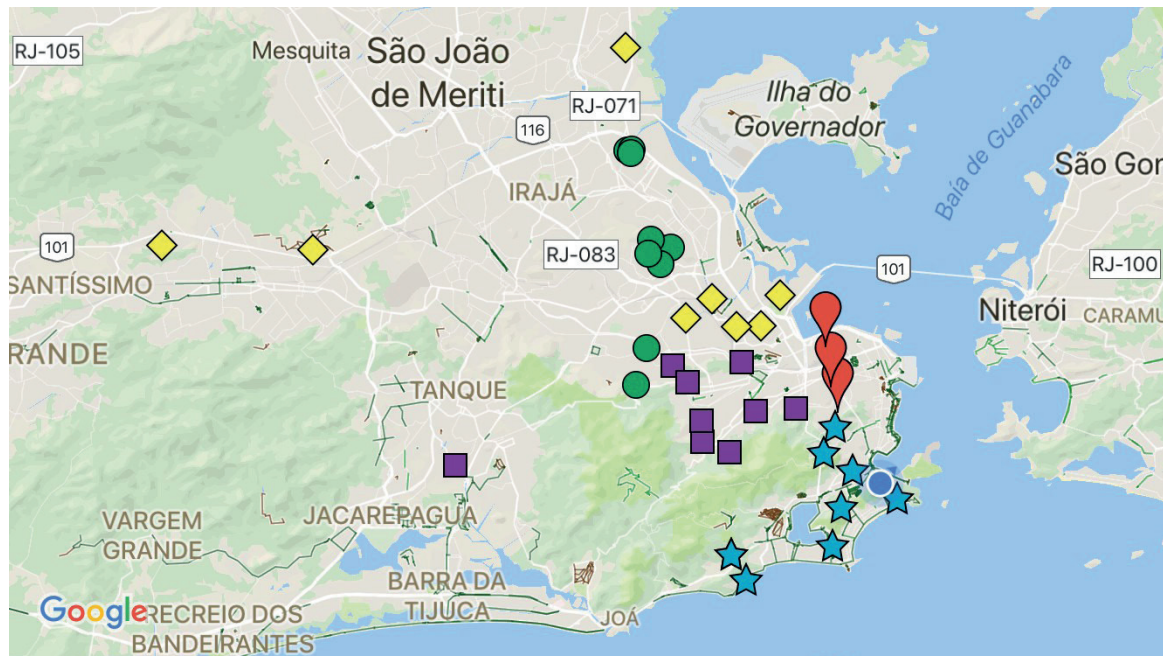 RJ-105
Mesquita
São João
de Meriti
RJ-071
116
Ilha do
Governador
Baía de Guanabara
São Gon
IRAJÁ
101
RJ-083
101
RJ-100
SANTÍSSIMO
Niterói
CARAMU
RANDE
TANQUE
VARGEM
GRANDE
JACAREPAGUA
BARRA DA
TIJUCA
JOÁ
Google
RECREIO DOS
BANDEIRANTES